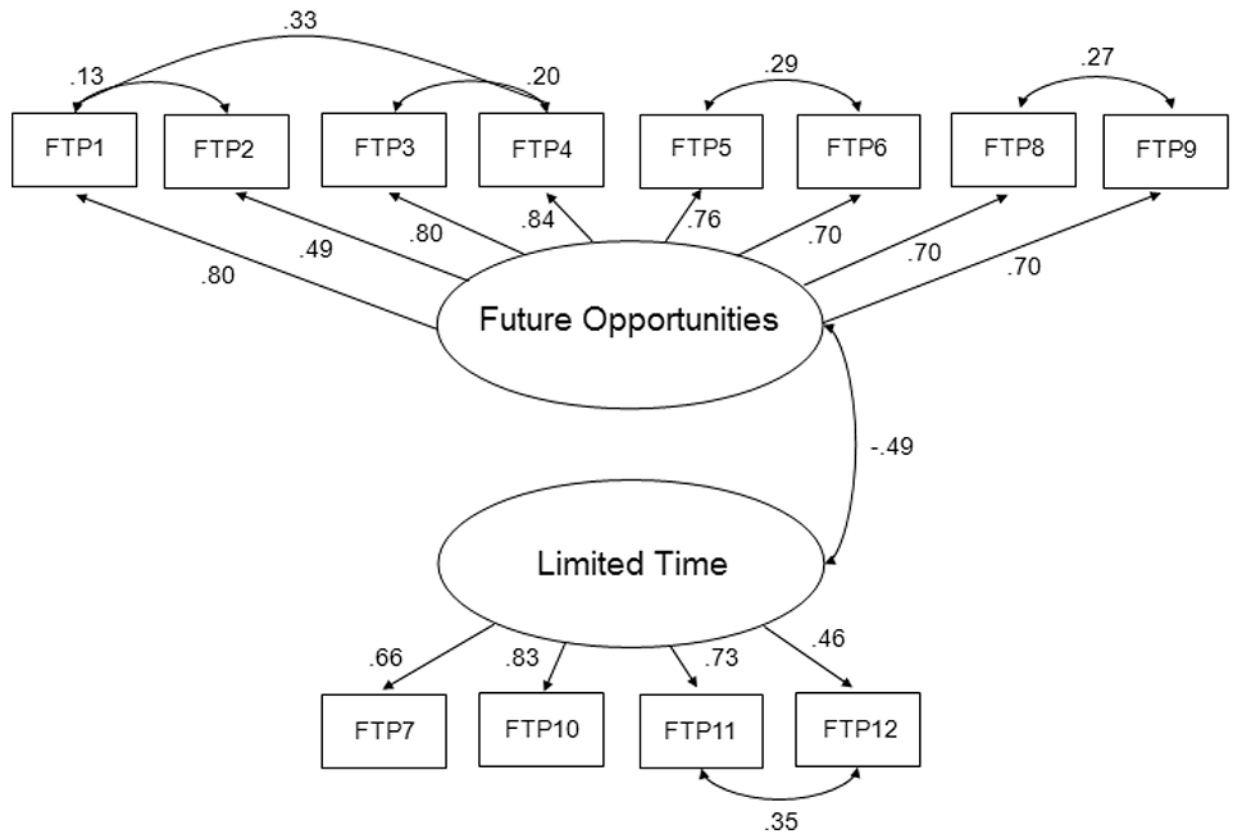 .33
.13
.20
.29
.27
FTP1
FTP2
FTP3
FTP4
FTP5
FTP6
FTP8
FTP9
.80
.49
.80
.84
.76
.70
.70
.70
Future Opportunities
-.49
Limited Time
.66
.83
.73
.46
FTP7
FTP10
FTP11
FTP12
.35